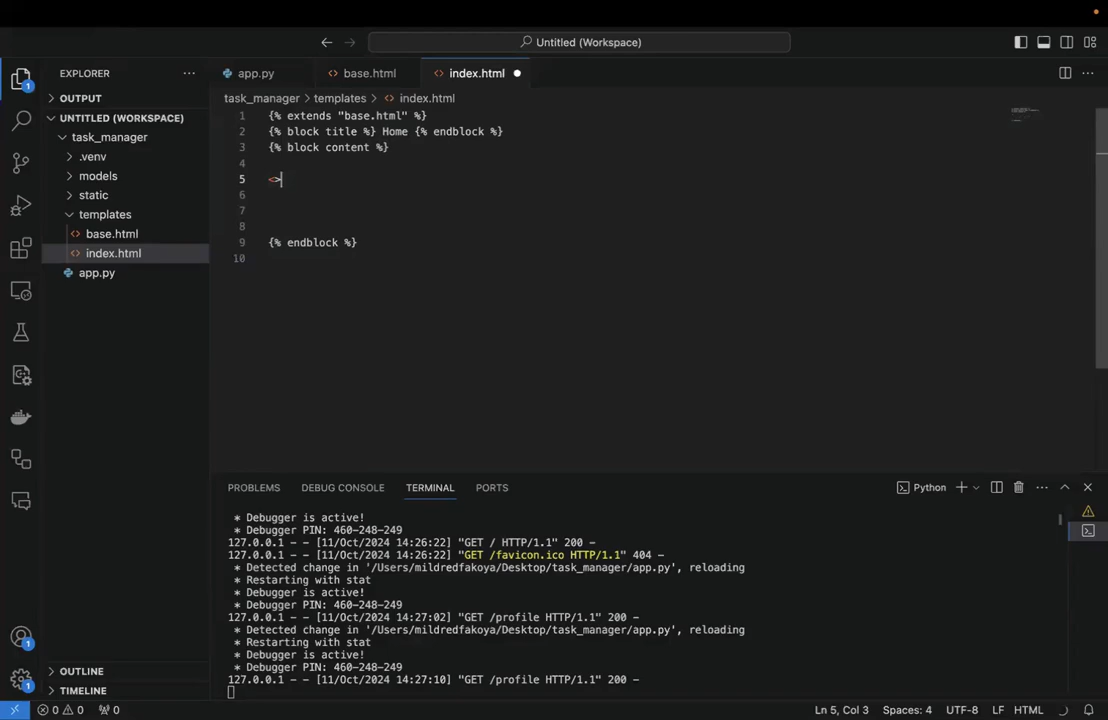 Untitled (Workspace)
EXPLORER
OUTPUT
UNTITLED (WORKSPACE)
task_manager
.venv
models
static
templates
base.html
index.html
app.py
OUTLINE
TIMELINE
1
1
1
app.py
base.html
index.html
task_manager
templates
index.html
1 {% extends "base.html" %}
2 {% block title %} Home {% endblock %}
3 {% block content %}
4
5 <>
6
7
8
9 {% endblock %}
10
PROBLEMS
DEBUG CONSOLE
TERMINAL
PORTS
Python
* Debugger is active!
* Debugger PIN: 460-248-249
127.0.0.1 - - [11/Oct/2024 14:26:22] "GET / HTTP/1.1" 200 -
127.0.0.1 - - [11/Oct/2024 14:26:22] "GET /favicon.ico HTTP/1.1" 404 -
* Detected change in '/Users/mildredfakoya/Desktop/task_manager/app.py', reloading
* Restarting with stat
* Debugger is active!
* Debugger PIN: 460-248-249
127.0.0.1 - - [11/Oct/2024 14:27:02] "GET /profile HTTP/1.1" 200 -
* Detected change in '/Users/mildredfakoya/Desktop/task_manager/app.py', reloading
* Restarting with stat
* Debugger is active!
* Debugger PIN: 460-248-249
127.0.0.1 - - [11/Oct/2024 14:27:10] "GET /profile HTTP/1.1" 200 -
0
0
0
Ln 5, Col 3
Spaces: 4
UTF-8
LF
HTML